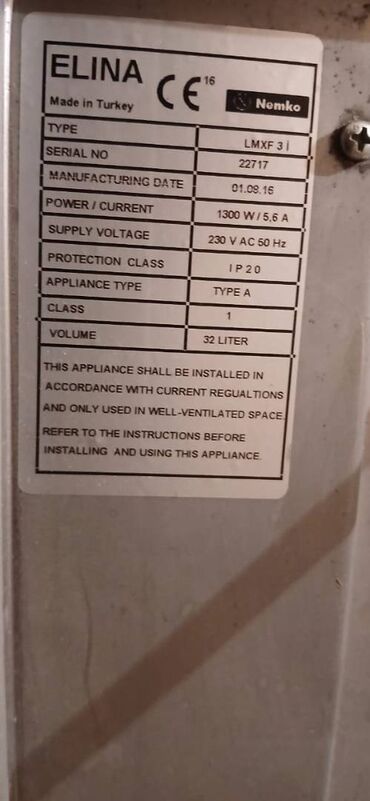 ELINA
CE 16
Nemko
Made in Turkey
TYPE LMXF 3 İ
SERIAL NO 22717
MANUFACTURING DATE 01.09.16
POWER / CURRENT 1300 W / 5,6 A
SUPPLY VOLTAGE 230 V AC 50 Hz
PROTECTION CLASS I P 2 0
APPLIANCE TYPE TYPE A
CLASS 1
VOLUME 32 LITER
THIS APPLIANCE SHALL BE INSTALLED IN
ACCORDANCE WITH CURRENT REGUALTIONS
AND ONLY USED IN WELL-VENTILATED SPACE.
REFER TO THE INSTRUCTIONS BEFORE
INSTALLING AND USING THIS APPLIANCE.